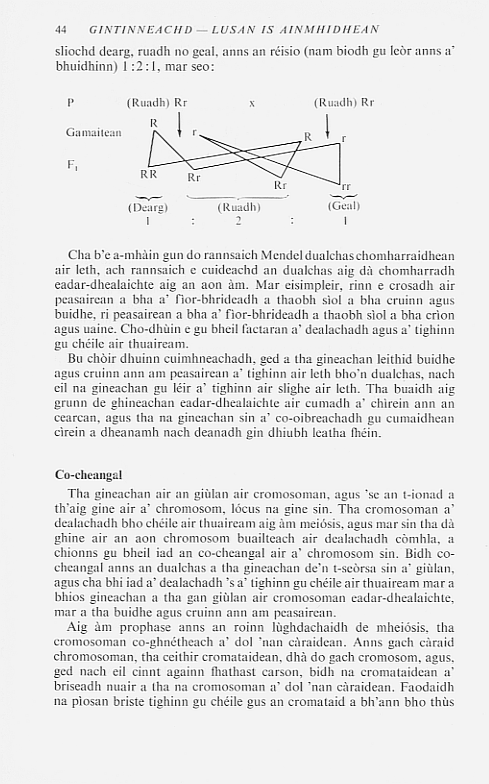 44 GINTINNEACHD — LUSAN IS AINMHIDHEAN
sliochd dearg, ruadh no geal, anns an réisio (nam biodh gu leòr anns a'
bhuidhinn) 1:2:1, mar seo:
P (Ruadh) Rr x (Ruadh) Rr
Gamaitean R r R r
F₁ RR Rr Rr rr
(Dearg) (Ruadh) (Geal)
1 : 2 : 1
Cha b'e a-mhàin gun do rannsaich Mendel dualchas chomharraidhean
air leth, ach rannsaich e cuideachd an dualchas aig dà chomharradh
eadar-dhealaichte aig an aon àm. Mar eisimpleir, rinn e crosadh air
peasairean a bha a' fìor-bhrideadh a thaobh sìol a bha cruinn agus
buidhe, ri peasairean a bha a' fìor-bhrideadh a thaobh sìol a bha crìon
agus uaine. Cho-dhùin e gu bheil factaran a' dealachadh agus a' tighinn
gu chéile air thuaiream.
Bu chòir dhuinn cuimhneachadh, ged a tha gineachan leithid buidhe
agus cruinn ann am peasairean a' tighinn air leth bho'n dualchas, nach
eil na gineachan gu léir a' tighinn air slighe air leth. Tha buaidh aig
grunn de ghineachan eadar-dhealaichte air cumadh a' chìrein ann an
cearcan, agus tha na gineachan sin a' co-oibreachadh gu cumaidhean
cìrein a dheanamh nach deanadh gin dhiubh leatha fhéin.
Co-cheangal
Tha gineachan air an giùlan air cromosoman, agus 'se an t-ionad a
th'aig gine air a' chromosom, lócus na gine sin. Tha cromosoman a'
dealachadh bho chéile air thuaiream aig àm meiósis, agus mar sin tha dà
ghine air an aon chromosom buailteach air dealachadh còmhla, a
chionns gu bheil iad an co-cheangal air a' chromosom sin. Bidh co-
cheangal anns an dualchas a tha gineachan de'n t-seòrsa sin a' giùlan,
agus cha bhi iad a' dealachadh 's a' tighinn gu chéile air thuaiream mar a
bhios gineachan a tha gan giùlan air cromosoman eadar-dhealaichte,
mar a tha buidhe agus cruinn ann am peasairean.
Aig àm prophase anns an roinn lùghdachaidh de mheiósis, tha
cromosoman co-ghnétheach a' dol 'nan càraidean. Anns gach càraid
chromosoman, tha ceithir cromataidean, dhà do gach cromosom, agus,
ged nach eil cinnt againn fhathast carson, bidh na cromataidean a'
briseadh nuair a tha na cromosoman a' dol 'nan càraidean. Faodaidh
na pìosan briste tighinn gu chéile gus an cromataid a bh'ann bho thùs